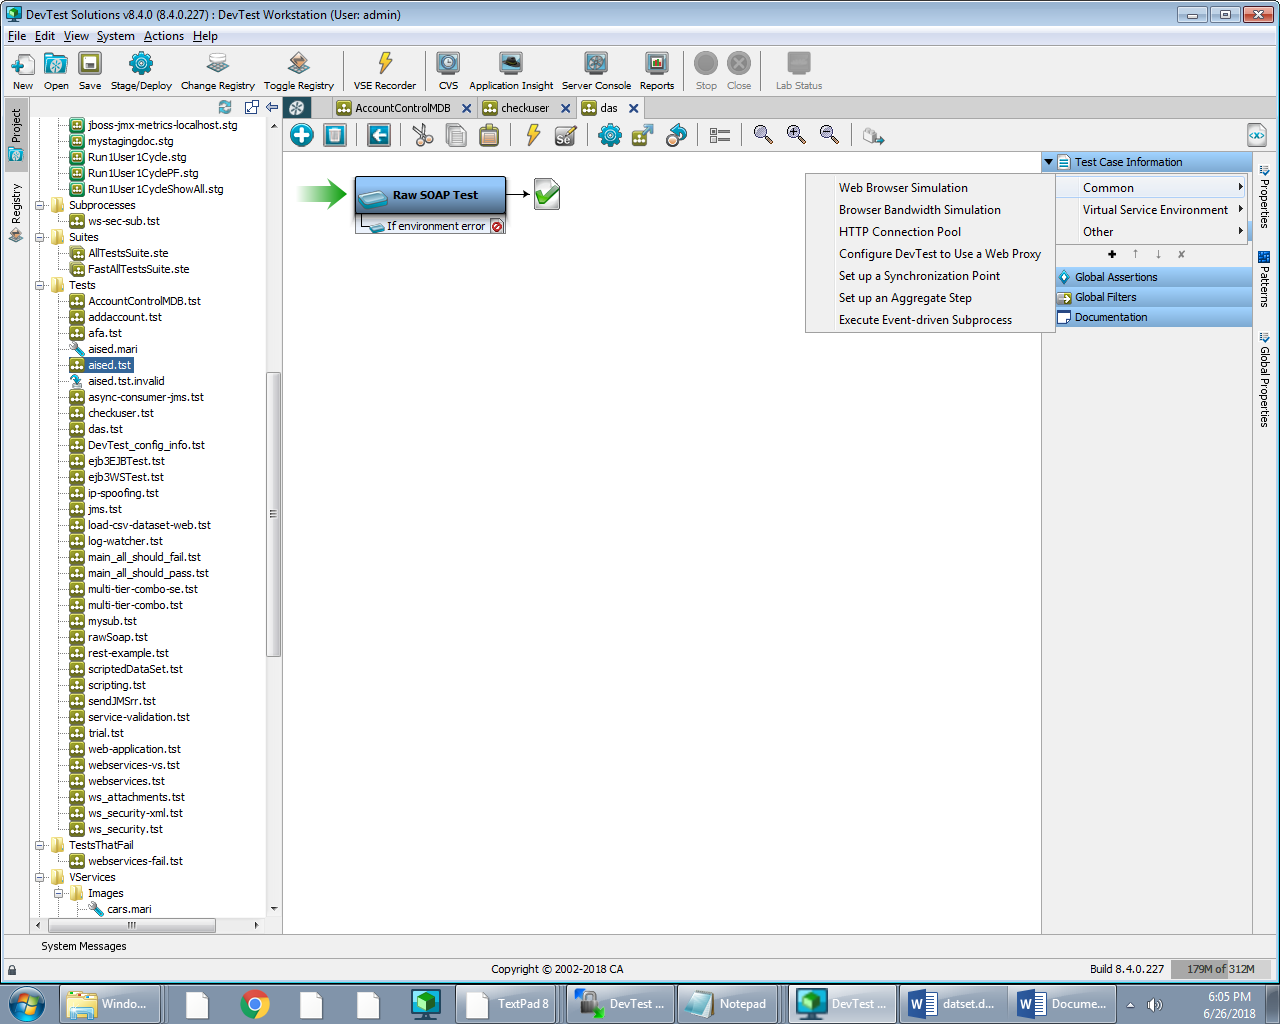 DevTest Solutions v8.4.0 (8.4.0.227) : DevTest Workstation (User: admin)
File Edit View System Actions Help
New Open Save Stage/Deploy Change Registry Toggle Registry VSE Recorder CVS Application Insight Server Console Reports Stop Close Lab Status
AccountControlMDB checkuser das
Project
Registry
jboss-jmx-metrics-localhost.stg
mystagingdoc.stg
Run1User1Cycle.stg
Run1User1CyclePF.stg
Run1User1CycleShowAll.stg
Subprocesses
ws-sec-sub.tst
Suites
AllTestsSuite.ste
FastAllTestsSuite.ste
Tests
AccountControlMDB.tst
addaccount.tst
afa.tst
aised.mari
aised.tst
aised.tst.invalid
async-consumer-jms.tst
checkuser.tst
das.tst
DevTest_config_info.tst
ejb3EJBTest.tst
ejb3WSTest.tst
ip-spoofing.tst
jms.tst
load-csv-dataset-web.tst
log-watcher.tst
main_all_should_fail.tst
main_all_should_pass.tst
multi-tier-combo-se.tst
multi-tier-combo.tst
mysub.tst
rawSoap.tst
rest-example.tst
scriptedDataSet.tst
scripting.tst
sendJMSrr.tst
service-validation.tst
trial.tst
web-application.tst
webservices-vs.tst
webservices.tst
ws_attachments.tst
ws_security-xml.tst
ws_security.tst
TestsThatFail
webservices-fail.tst
VServices
Images
cars.mari
Se
Raw SOAP Test
If environment error
Web Browser Simulation
Browser Bandwidth Simulation
HTTP Connection Pool
Configure DevTest to Use a Web Proxy
Set up a Synchronization Point
Set up an Aggregate Step
Execute Event-driven Subprocess
Test Case Information
Common
Virtual Service Environment
Other
Global Assertions
Global Filters
Documentation
Properties
Patterns
Global Properties
System Messages
Copyright © 2002-2018 CA
Build 8.4.0.227 179M of 312M
Windo... TextPad 8 DevTest ... Notepad DevTest ... datset.d... Docume...
6:05 PM
6/26/2018